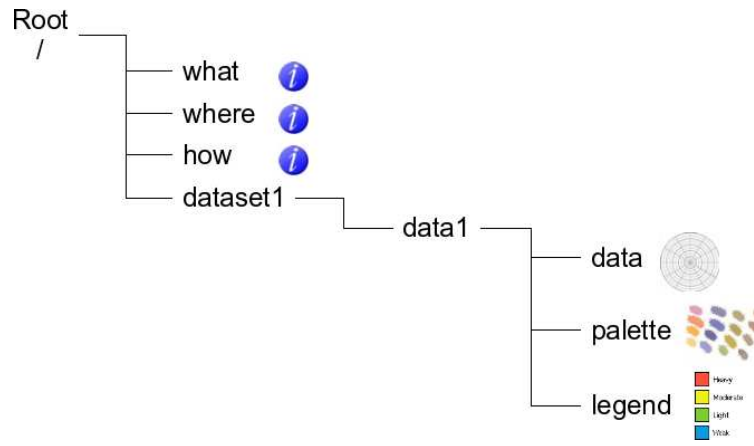 Root
/
what i
where i
how i
dataset1
data1
data
palette
legend
Heavy
Moderate
Light
Weak